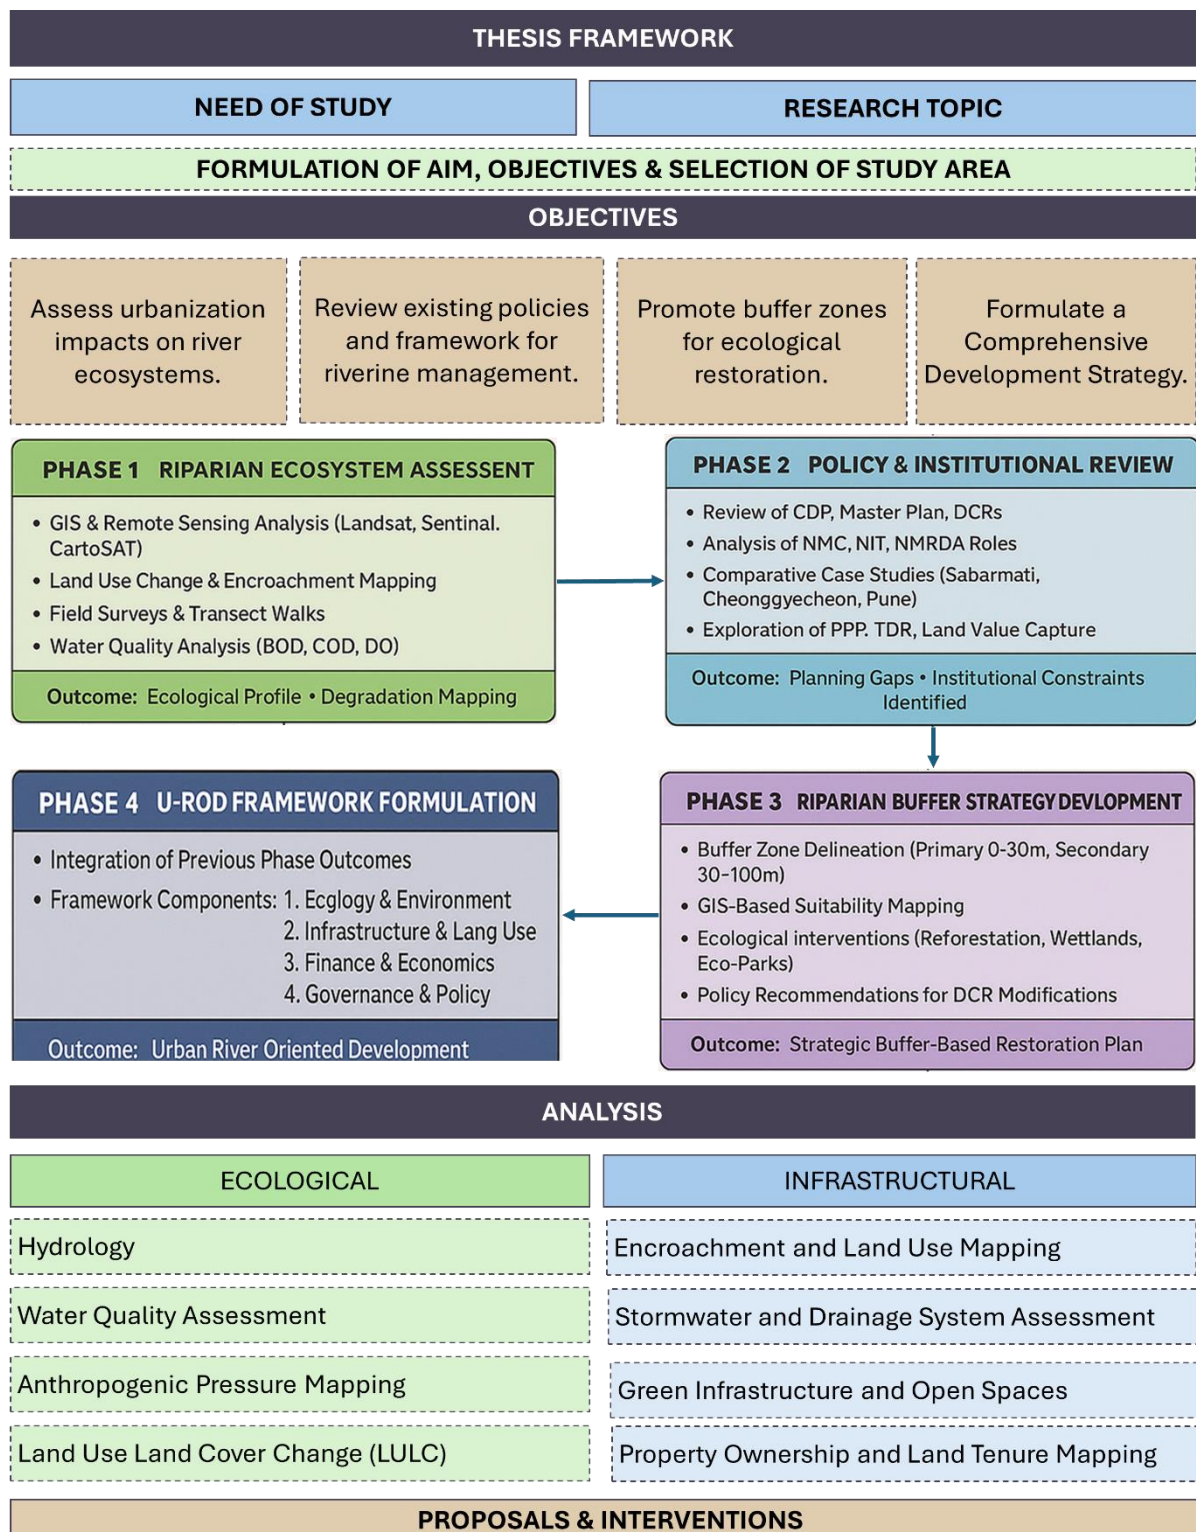 THESIS FRAMEWORK
NEED OF STUDY
RESEARCH TOPIC
FORMULATION OF AIM, OBJECTIVES & SELECTION OF STUDY AREA
OBJECTIVES
Assess urbanization
impacts on river
ecosystems.
Review existing policies
and framework for
riverine management.
Promote buffer zones
for ecological
restoration.
Formulate a
Comprehensive
Development Strategy.
PHASE 1 RIPARIAN ECOSYSTEM ASSESSENT
• GIS & Remote Sensing Analysis (Landsat, Sentinal.
CartoSAT)
• Land Use Change & Encroachment Mapping
• Field Surveys & Transect Walks
• Water Quality Analysis (BOD, COD, DO)
Outcome: Ecological Profile • Degradation Mapping
PHASE 2 POLICY & INSTITUTIONAL REVIEW
• Review of CDP, Master Plan, DCRs
• Analysis of NMC, NIT, NMRDA Roles
• Comparative Case Studies (Sabarmati,
Cheonggyecheon, Pune)
• Exploration of PPP. TDR, Land Value Capture
Outcome: Planning Gaps • Institutional Constraints
Identified
PHASE 4 U-ROD FRAMEWORK FORMULATION
• Integration of Previous Phase Outcomes
• Framework Components: 1. Ecglogy & Environment
2. Infrastructure & Lang Use
3. Finance & Economics
4. Governance & Policy
Outcome: Urban River Oriented Development
PHASE 3 RIPARIAN BUFFER STRATEGY DEVLOPMENT
• Buffer Zone Delineation (Primary 0-30m, Secondary
30-100m)
• GIS-Based Suitability Mapping
• Ecological interventions (Reforestation, Wettlands,
Eco-Parks)
• Policy Recommendations for DCR Modifications
Outcome: Strategic Buffer-Based Restoration Plan
ANALYSIS
ECOLOGICAL
INFRASTRUCTURAL
Hydrology
Encroachment and Land Use Mapping
Water Quality Assessment
Stormwater and Drainage System Assessment
Anthropogenic Pressure Mapping
Green Infrastructure and Open Spaces
Land Use Land Cover Change (LULC)
Property Ownership and Land Tenure Mapping
PROPOSALS & INTERVENTIONS